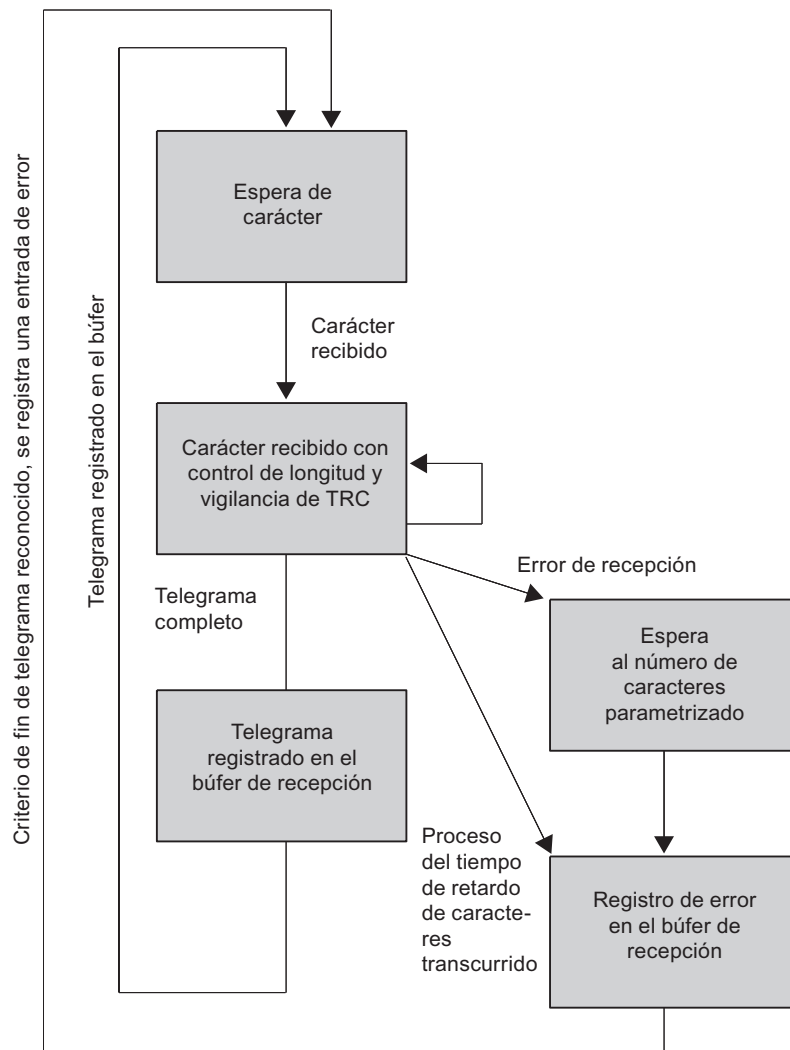 Criterio de fin de telegrama reconocido, se registra una entrada de error
Telegrama registrado en el búfer
Espera de
carácter
Carácter
recibido
Carácter recibido con
control de longitud y
vigilancia de TRC
Error de recepción
Telegrama
completo
Espera
al número de
caracteres
parametrizado
Telegrama
registrado en el
búfer de recepción
Proceso
del tiempo
de retardo
de caracte-
res
transcurrido
Registro de error
en el búfer de
recepción